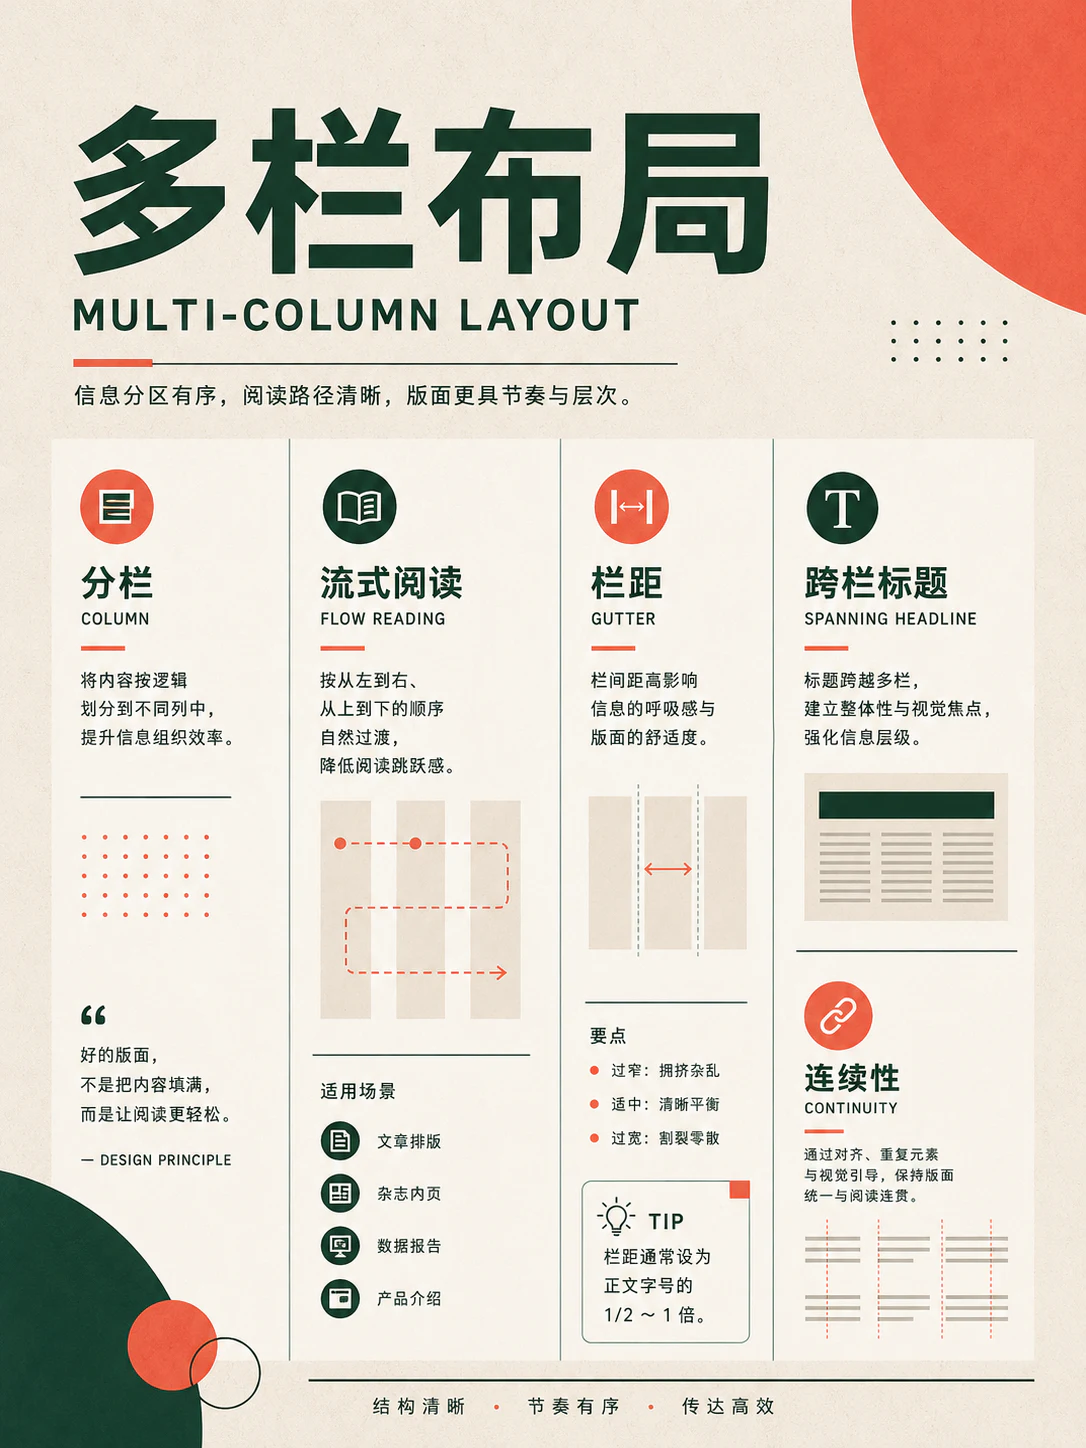 多栏布局
MULTI-COLUMN LAYOUT
信息分区有序，阅读路径清晰，版面更具节奏与层次。
分栏
COLUMN
将内容按逻辑
划分到不同列中，
提升信息组织效率。
“
好的版面，
不是把内容填满，
而是让阅读更轻松。
— DESIGN PRINCIPLE
流式阅读
FLOW READING
按从左到右、
从上到下的顺序
自然过渡，
降低阅读跳跃感。
适用场景
文章排版
杂志内页
数据报告
产品介绍
栏距
GUTTER
栏间距高影响
信息的呼吸感与
版面的舒适度。
要点
过窄：拥挤杂乱
适中：清晰平衡
过宽：割裂零散
TIP
栏距通常设为
正文字号的
1/2 ～ 1 倍。
T
跨栏标题
SPANNING HEADLINE
标题跨越多栏，
建立整体性与视觉焦点，
强化信息层级。
连续性
CONTINUITY
通过对齐、重复元素
与视觉引导，保持版面
统一与阅读连贯。
结构清晰 • 节奏有序 • 传达高效